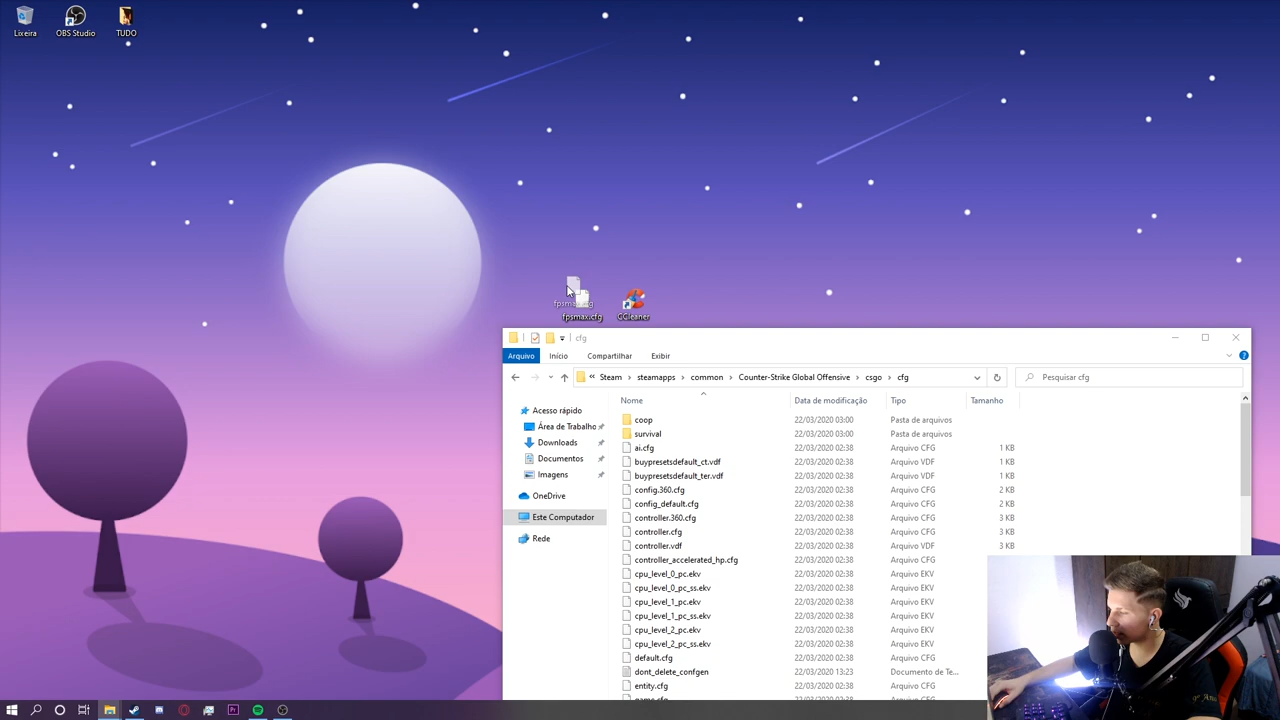 Lixeira
OBS Studio
TUDO
fpsmax.cfg
fpsmax.cfg
CCleaner
cfg
Arquivo
Início
Compartilhar
Exibir
« Steam > steamapps > common > Counter-Strike Global Offensive > csgo > cfg
Pesquisar cfg
Acesso rápido
Área de Trabalho
Downloads
Documentos
Imagens
OneDrive
Este Computador
Rede
Nome Data de modificação Tipo Tamanho
coop 22/03/2020 03:00 Pasta de arquivos
survival 22/03/2020 03:00 Pasta de arquivos
ai.cfg 22/03/2020 02:38 Arquivo CFG 1 KB
buypresetsdefault_ct.vdf 22/03/2020 02:38 Arquivo VDF 1 KB
buypresetsdefault_ter.vdf 22/03/2020 02:38 Arquivo VDF 1 KB
config.360.cfg 22/03/2020 02:38 Arquivo CFG 2 KB
config_default.cfg 22/03/2020 02:38 Arquivo CFG 2 KB
controller.360.cfg 22/03/2020 02:38 Arquivo CFG 3 KB
controller.cfg 22/03/2020 02:38 Arquivo CFG 3 KB
controller.vdf 22/03/2020 02:38 Arquivo VDF 3 KB
controller_accelerated_hp.cfg 22/03/2020 02:38 Arquivo CFG
cpu_level_0_pc.ekv 22/03/2020 02:38 Arquivo EKV
cpu_level_0_pc_ss.ekv 22/03/2020 02:38 Arquivo EKV
cpu_level_1_pc.ekv 22/03/2020 02:38 Arquivo EKV
cpu_level_1_pc_ss.ekv 22/03/2020 02:38 Arquivo EKV
cpu_level_2_pc.ekv 22/03/2020 02:38 Arquivo EKV
cpu_level_2_pc_ss.ekv 22/03/2020 02:38 Arquivo EKV
default.cfg 22/03/2020 02:38 Arquivo CFG
dont_delete_confgen 22/03/2020 13:23 Documento de Te...
entity.cfg 22/03/2020 02:38 Arquivo CFG